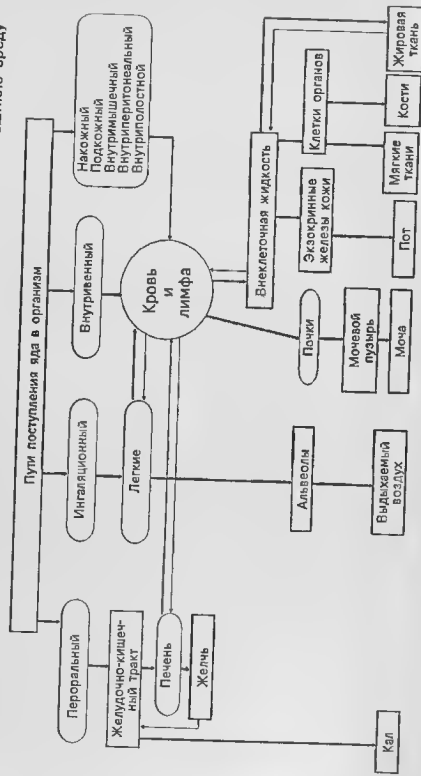 среду
Пути поступления яда в организм
Пероральный
Ингаляционный
Внутривенный
Накожный
Подкожный
Внутримышечный
Внутриперитонеальный
Внутриполостной
Желудочно-кишеч-
ный тракт
Легкие
Кровь
и
лимфа
Печень
Желчь
Внеклеточная жидкость
Альвеолы
Почки
Экзокринные
железы кожи
Клетки органов
Мочевой
пузырь
Кал
Выдыхаемый
воздух
Моча
Пот
Мягкие
ткани
Кости
Жировая
ткань